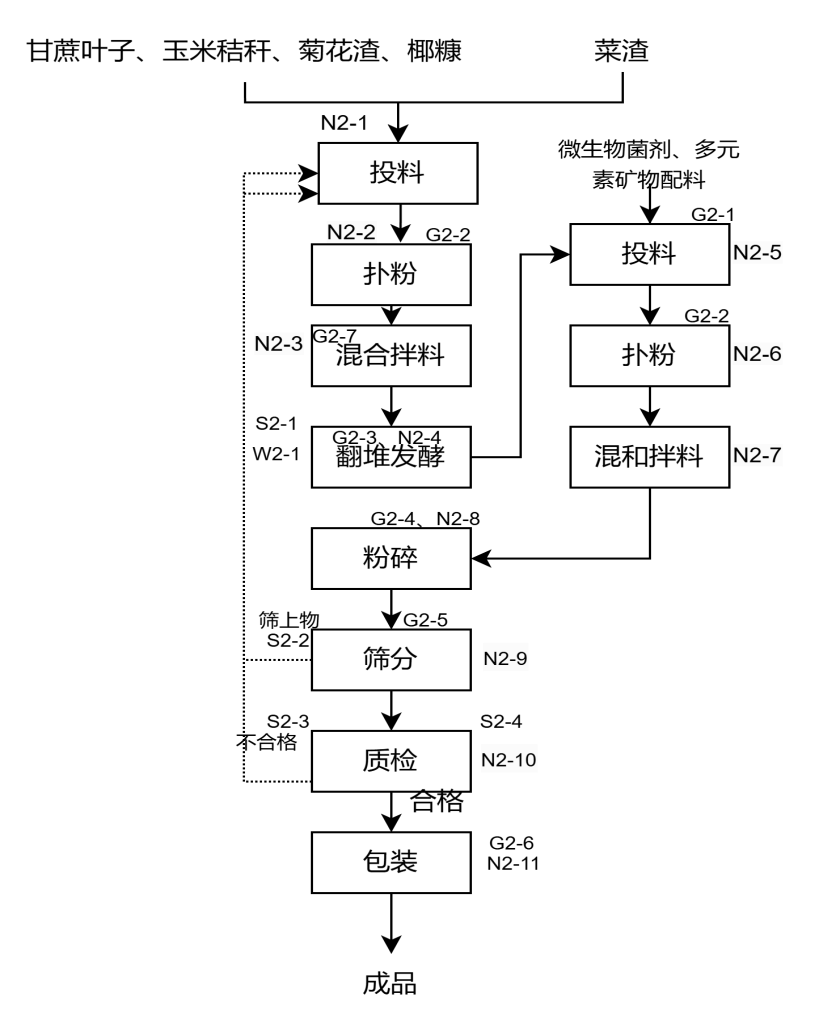 甘蔗叶子、玉米秸秆、菊花渣、椰糠
菜渣
N2-1
投料
微生物菌剂、多元
素矿物配料
G2-1
投料
N2-5
N2-2
G2-2
扑粉
G2-2
扑粉
N2-6
N2-3
G2-7
混合拌料
S2-1
W2-1
G2-3、N2-4
翻堆发酵
混和拌料
N2-7
G2-4、N2-8
粉碎
筛上物
S2-2
G2-5
筛分
N2-9
S2-3
不合格
S2-4
质检
N2-10
合格
包装
G2-6
N2-11
成品